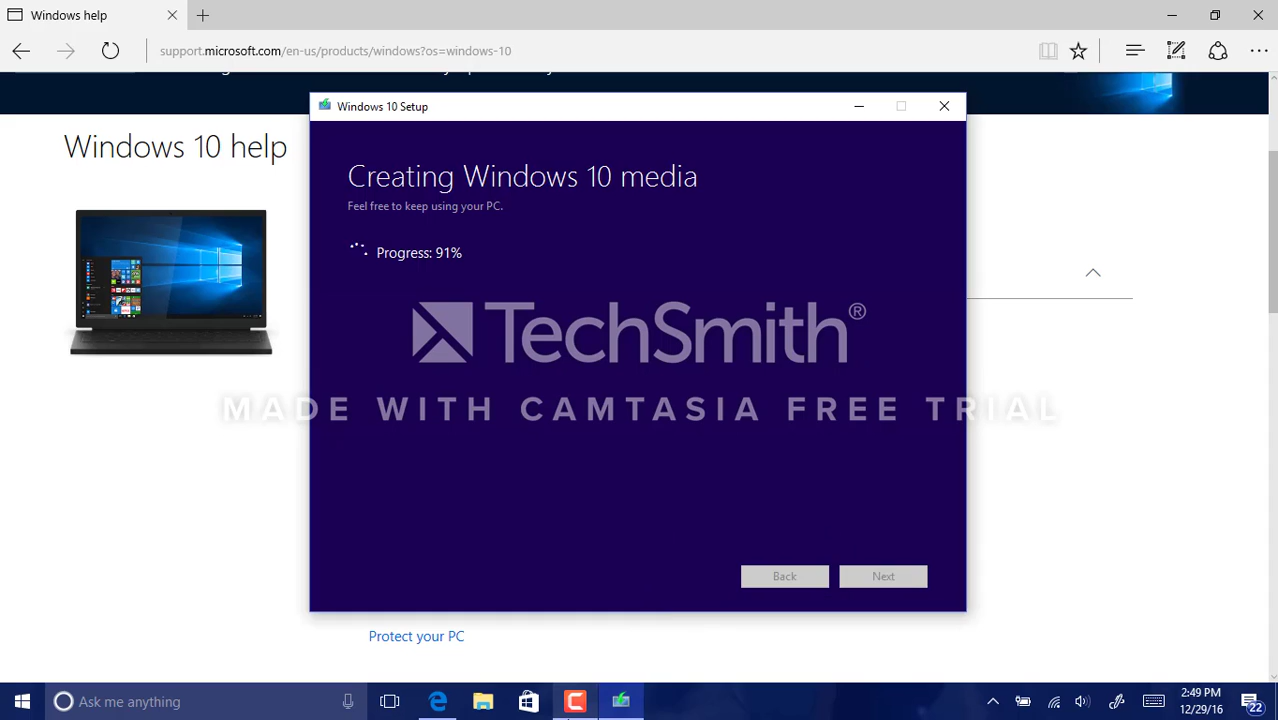 Windows help
support.microsoft.com/en-us/products/windows?os=windows-10
Windows 10 Setup
Windows 10 help
Creating Windows 10 media
Feel free to keep using your PC.
Progress: 91%
TechSmith®
MADE WITH CAMTASIA FREE TRIAL
Back
Next
Protect your PC
Ask me anything
2:49 PM
12/29/16
22